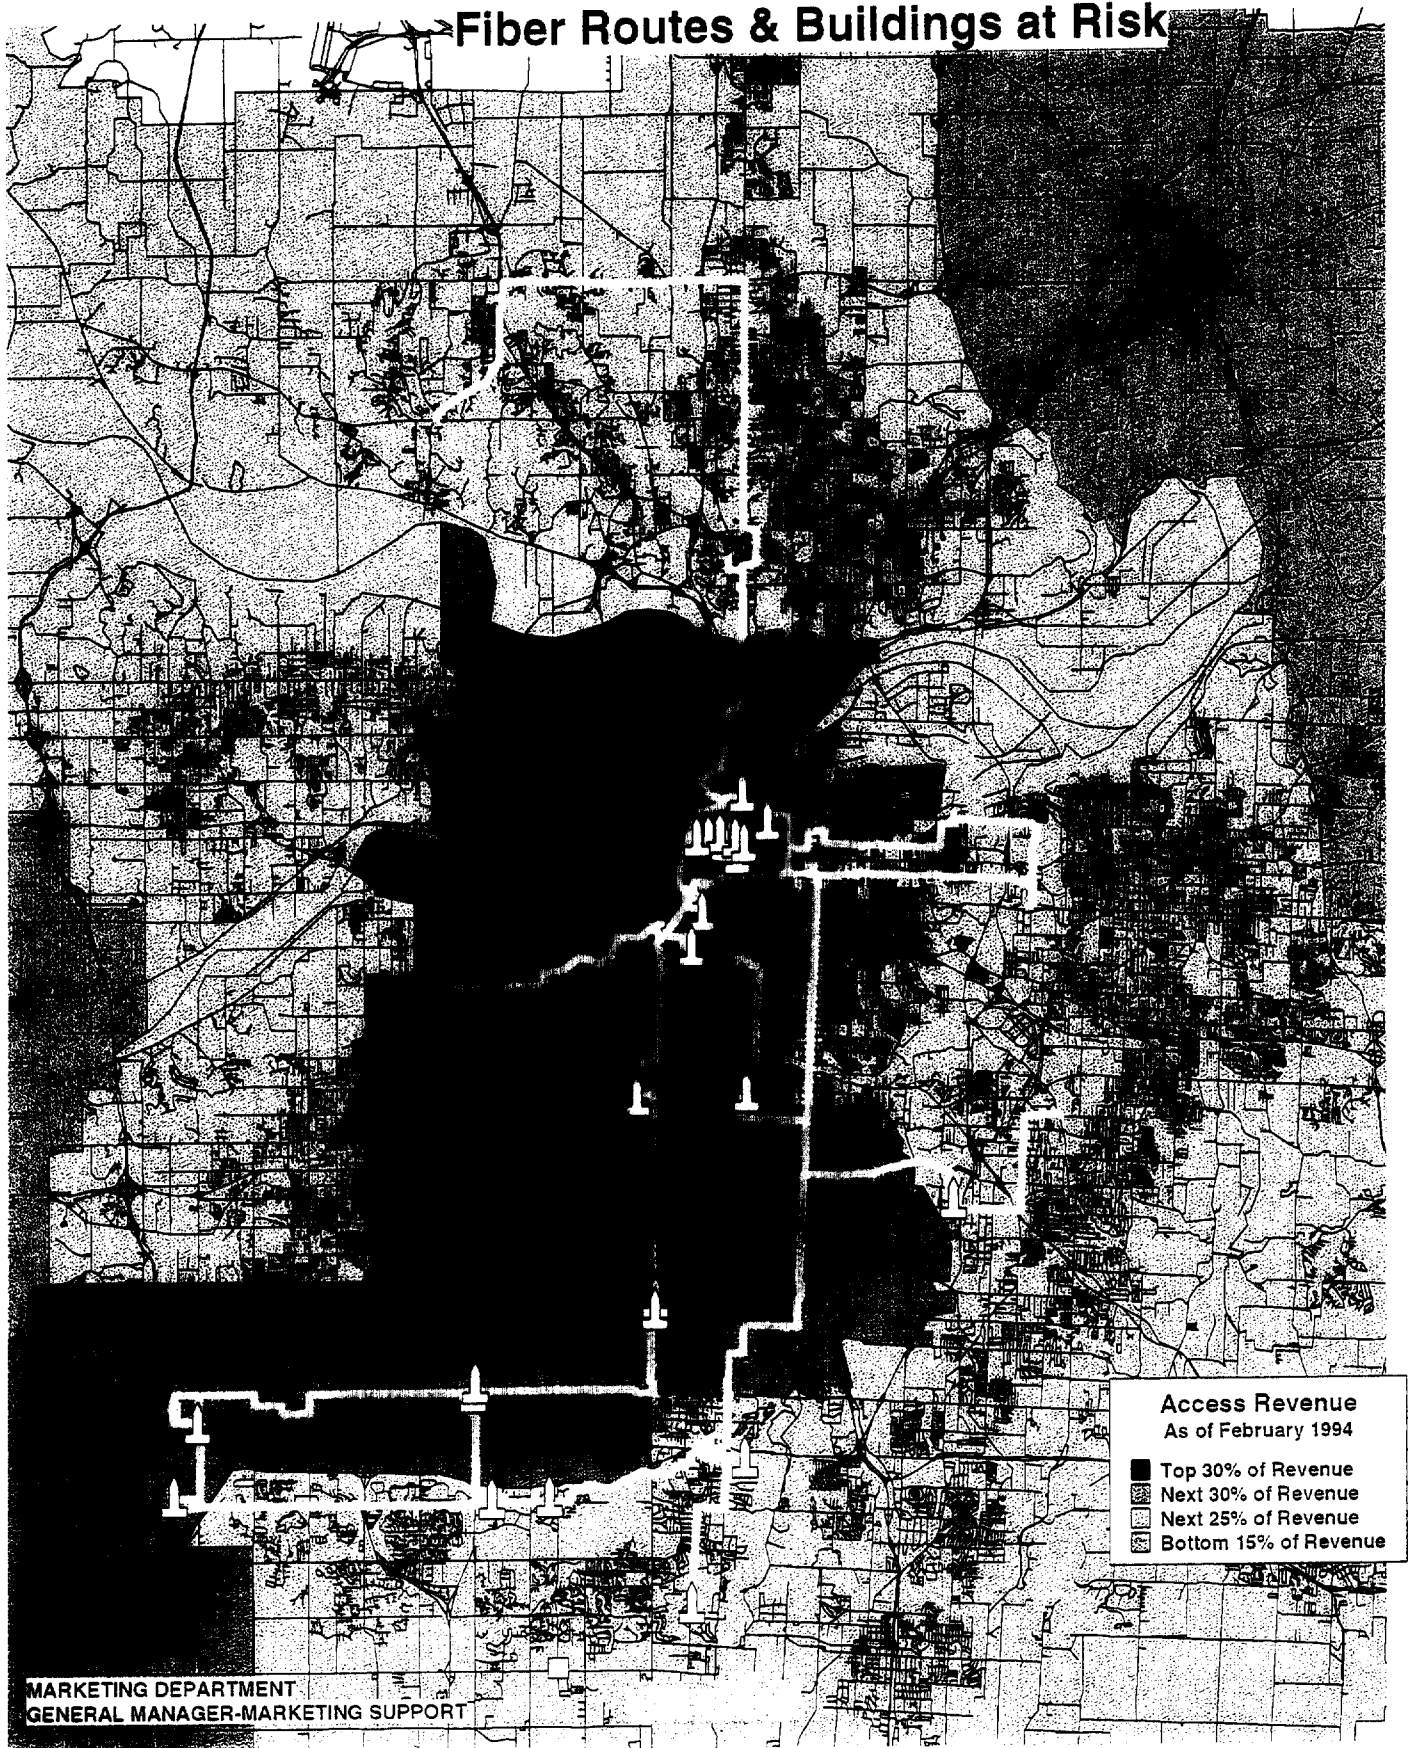 Fiber Routes & Buildings at Risk
Access Revenue
As of February 1994
Top 30% of Revenue
Next 30% of Revenue
Next 25% of Revenue
Bottom 15% of Revenue
MARKETING DEPARTMENT
GENERAL MANAGER-MARKETING SUPPORT